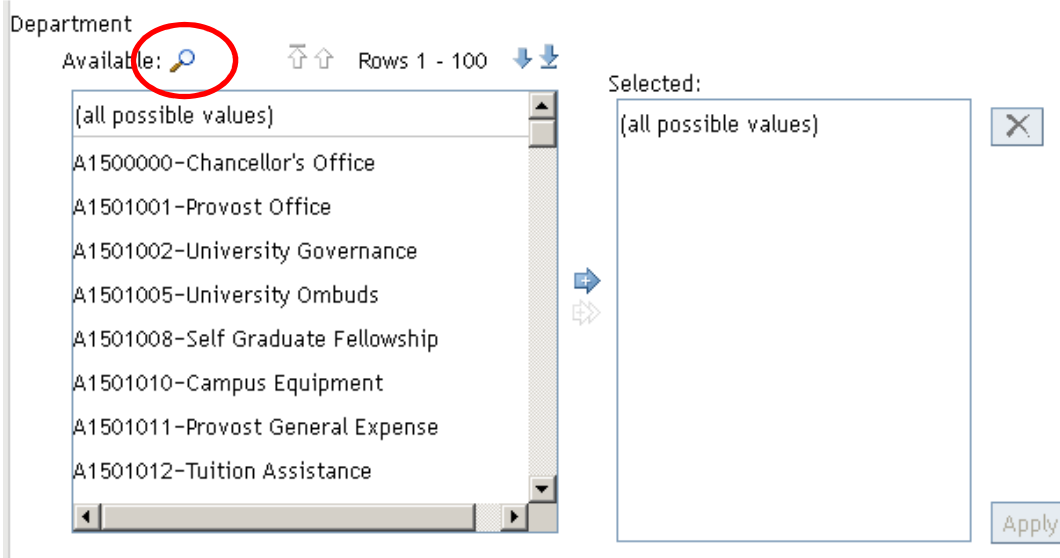 Department
Available: Rows 1 - 100
Selected:
(all possible values)
A1500000-Chancellor's Office
A1501001-Provost Office
A1501002-University Governance
A1501005-University Ombuds
A1501008-Self Graduate Fellowship
A1501010-Campus Equipment
A1501011-Provost General Expense
A1501012-Tuition Assistance
(all possible values)
Apply